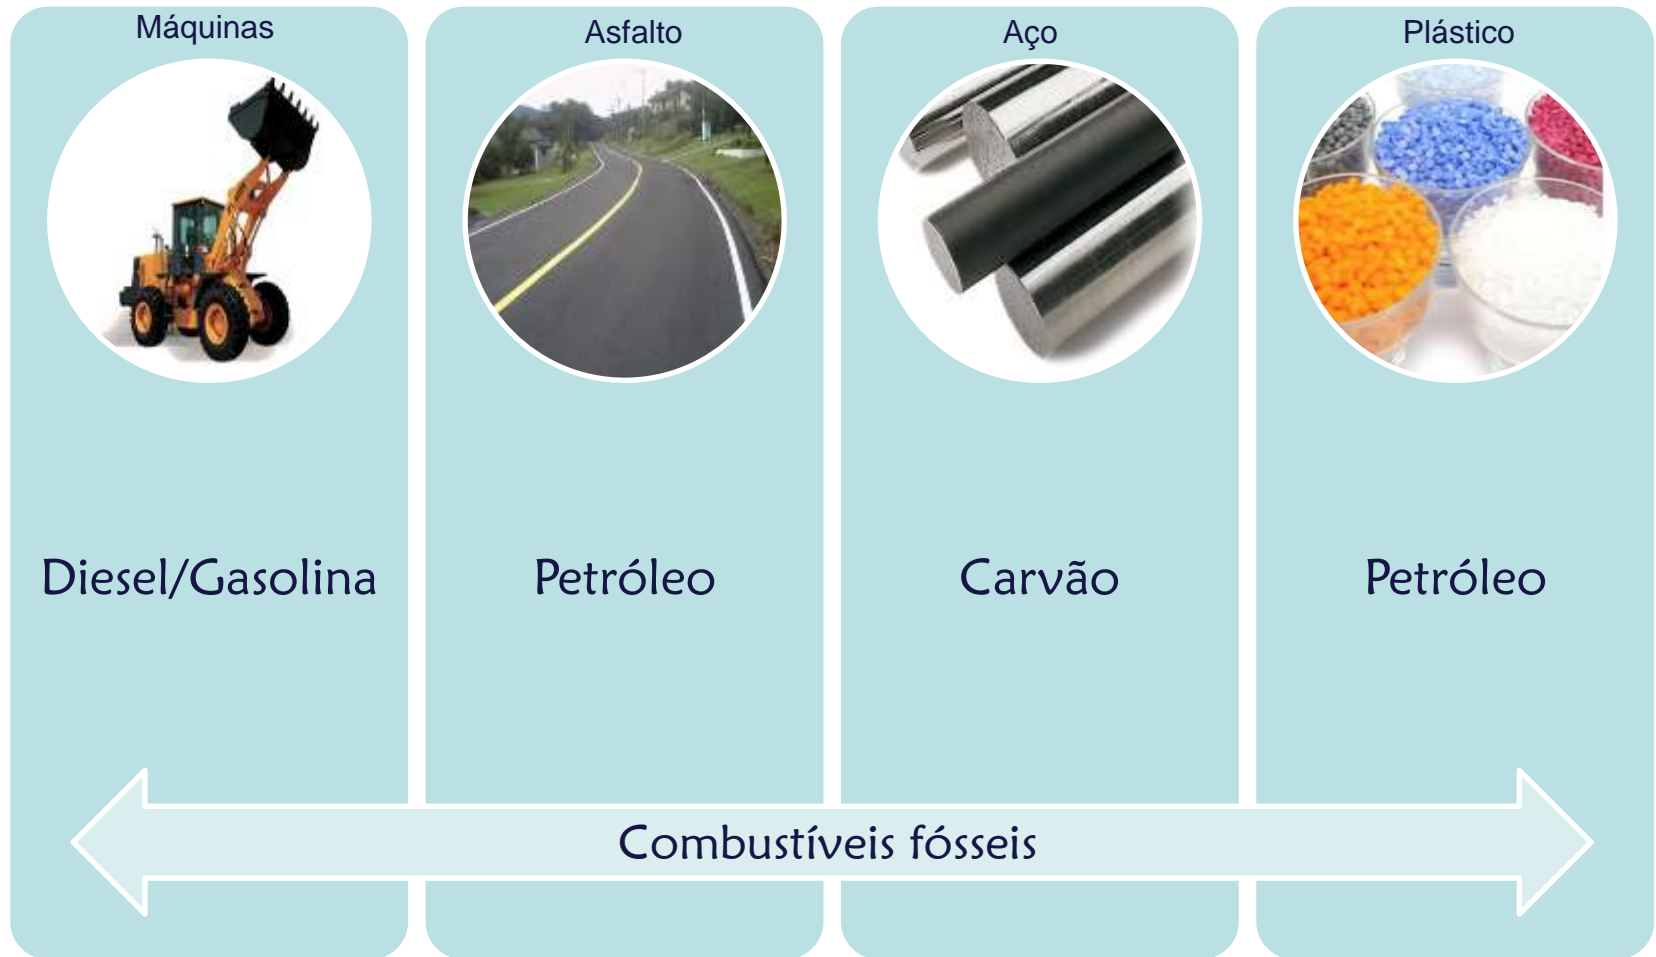 Máquinas
Asfalto
Aço
Plástico
Diesel/Gasolina
Petróleo
Carvão
Petróleo
Combustíveis fósseis